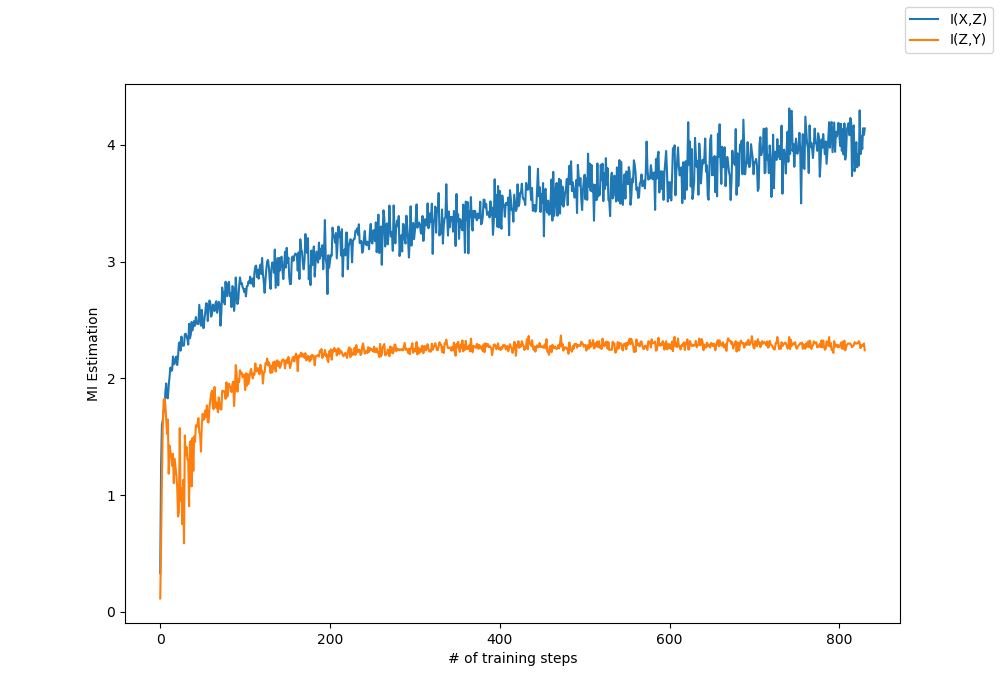 I(X,Z)
I(Z,Y)
MI Estimation
4
3
2
1
0
0 200 400 600 800
# of training steps